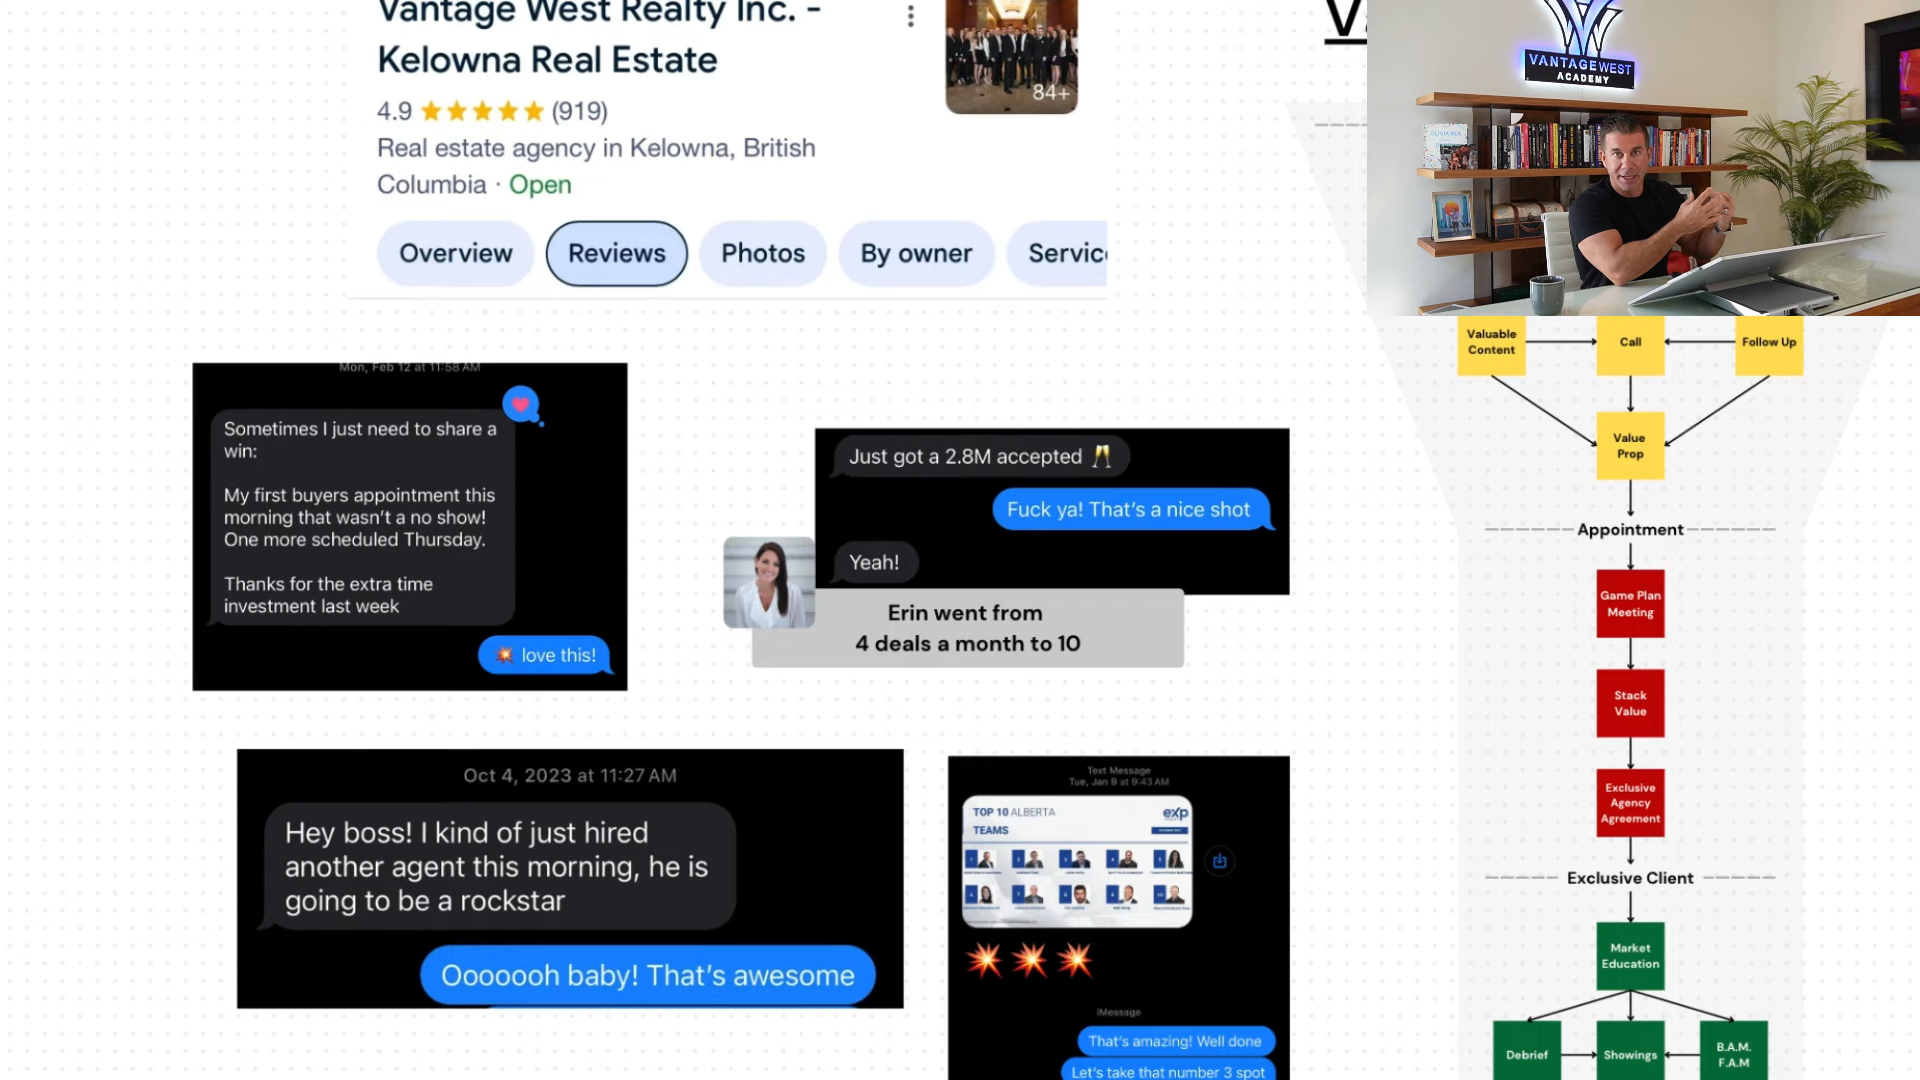 Vantage West Realty Inc. -
Kelowna Real Estate
4.9 (919)
Real estate agency in Kelowna, British
Columbia · Open
84+
Overview
Reviews
Photos
By owner
Mon, Feb 12 at 11:58 AM
Sometimes I just need to share a
win:
My first buyers appointment this
morning that wasn't a no show!
One more scheduled Thursday.
Thanks for the extra time
investment last week
💥 love this!
Just got a 2.8M accepted 🥂
Fuck ya! That's a nice shot
Yeah!
Erin went from
4 deals a month to 10
Oct 4, 2023 at 11:27 AM
Hey boss! I kind of just hired
another agent this morning, he is
going to be a rockstar
Ooooooh baby! That's awesome
Text Message
Tue, Jan 9 at 9:43 AM
TOP 10 ALBERTA
TEAMS
exp
💥💥💥
iMessage
That's amazing! Well done
Let's take that number 3 spot
VANTAGE WEST
ACADEMY
Valuable
Content
Call
Follow Up
Value
Prop
Appointment
Game Plan
Meeting
Stack
Value
Exclusive
Agency
Agreement
Exclusive Client
Market
Education
Debrief
Showings
B.A.M.
F.A.M